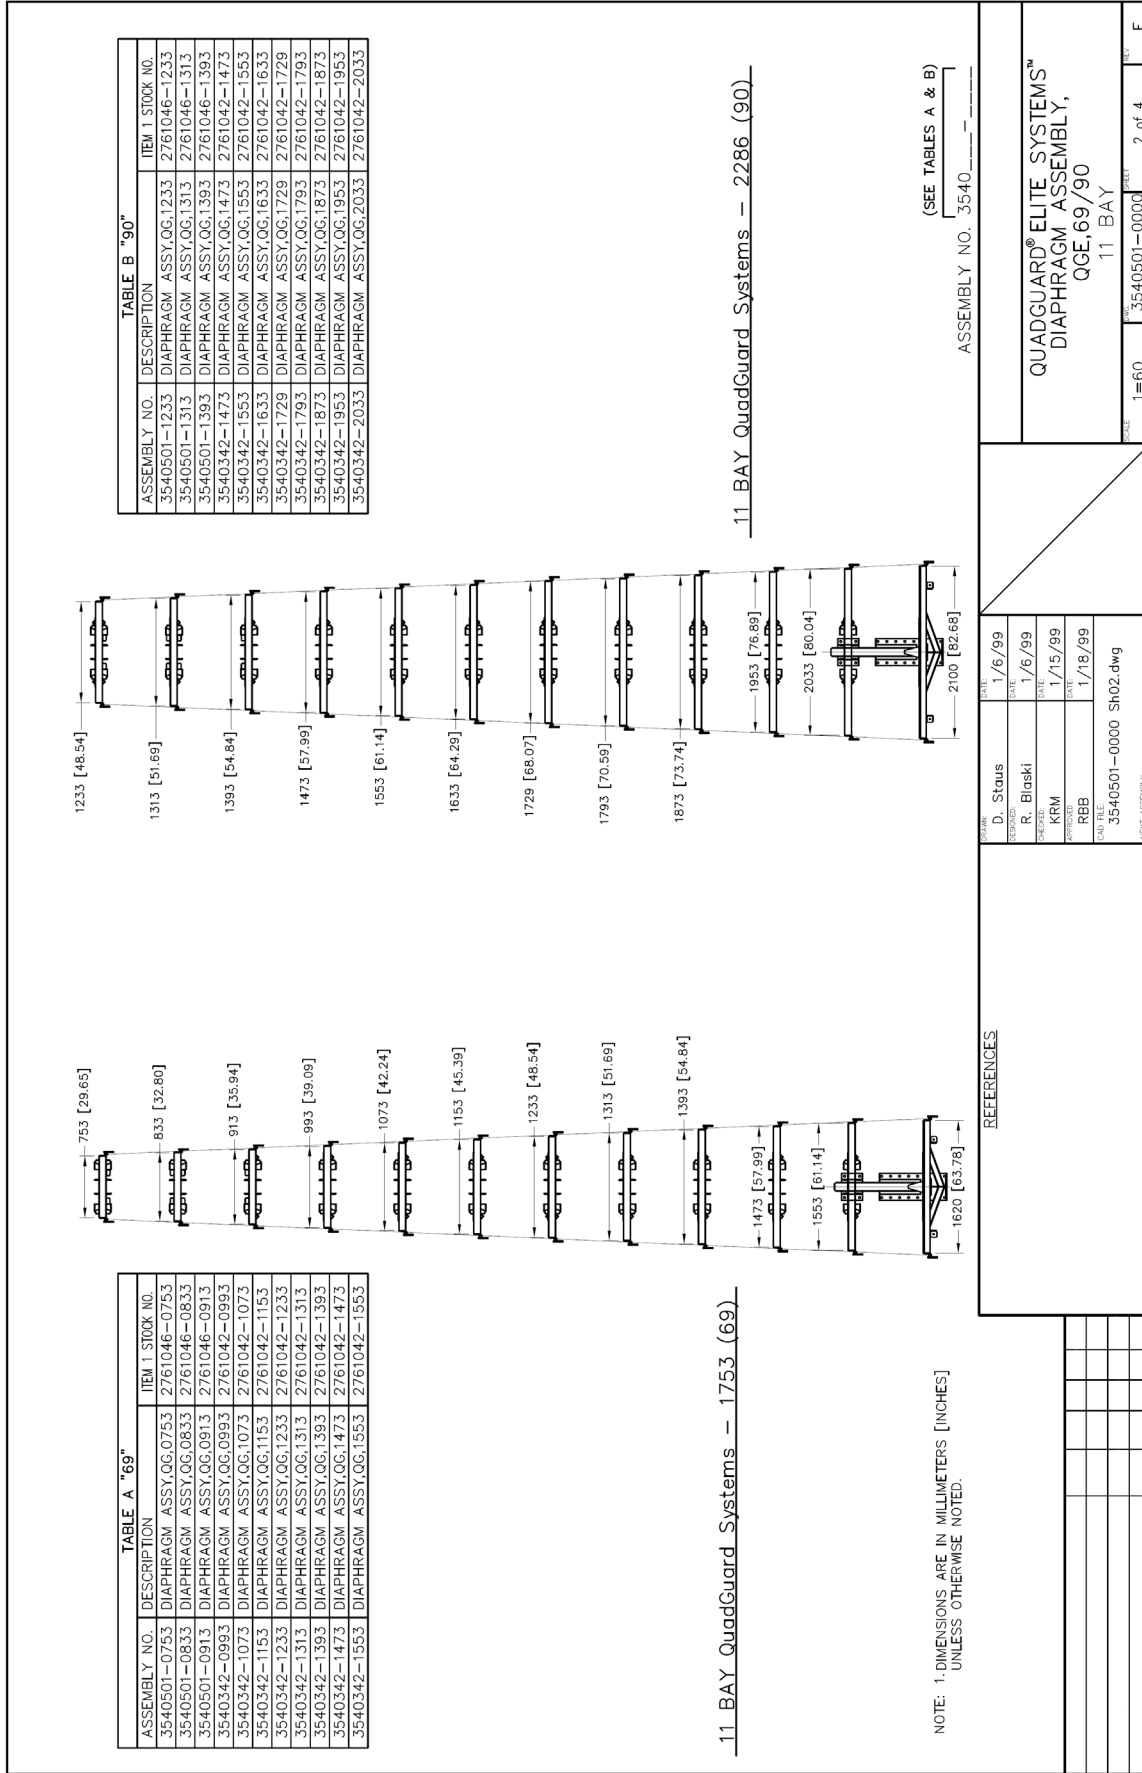 TABLE A "69"
ASSEMBLY NO. DESCRIPTION ITEM 1 STOCK NO.
3540501-0753 DIAPHRAGM ASSY,QG,0753 2761046-0753
3540501-0833 DIAPHRAGM ASSY,QG,0833 2761046-0833
3540501-0913 DIAPHRAGM ASSY,QG,0913 2761046-0913
3540342-0993 DIAPHRAGM ASSY,QG,0993 2761042-0993
3540342-1073 DIAPHRAGM ASSY,QG,1073 2761042-1073
3540342-1153 DIAPHRAGM ASSY,QG,1153 2761042-1153
3540342-1233 DIAPHRAGM ASSY,QG,1233 2761042-1233
3540342-1313 DIAPHRAGM ASSY,QG,1313 2761042-1313
3540342-1393 DIAPHRAGM ASSY,QG,1393 2761042-1393
3540342-1473 DIAPHRAGM ASSY,QG,1473 2761042-1473
3540342-1553 DIAPHRAGM ASSY,QG,1553 2761042-1553
753 [29.65]
833 [32.80]
913 [35.94]
993 [39.09]
1073 [42.24]
1153 [45.39]
1233 [48.54]
1313 [51.69]
1393 [54.84]
1473 [57.99]
1553 [61.14]
1620 [63.78]
11 BAY QuadGuard Systems - 1753 (69)
TABLE B "90"
ASSEMBLY NO. DESCRIPTION ITEM 1 STOCK NO.
3540501-1233 DIAPHRAGM ASSY,QG,1233 2761046-1233
3540501-1313 DIAPHRAGM ASSY,QG,1313 2761046-1313
3540501-1393 DIAPHRAGM ASSY,QG,1393 2761046-1393
3540342-1473 DIAPHRAGM ASSY,QG,1473 2761042-1473
3540342-1553 DIAPHRAGM ASSY,QG,1553 2761042-1553
3540342-1633 DIAPHRAGM ASSY,QG,1633 2761042-1633
3540342-1729 DIAPHRAGM ASSY,QG,1729 2761042-1729
3540342-1793 DIAPHRAGM ASSY,QG,1793 2761042-1793
3540342-1873 DIAPHRAGM ASSY,QG,1873 2761042-1873
3540342-1953 DIAPHRAGM ASSY,QG,1953 2761042-1953
3540342-2033 DIAPHRAGM ASSY,QG,2033 2761042-2033
1233 [48.54]
1313 [51.69]
1393 [54.84]
1473 [57.99]
1553 [61.14]
1633 [64.29]
1729 [68.07]
1793 [70.59]
1873 [73.74]
1953 [76.89]
2033 [80.04]
2100 [82.68]
11 BAY QuadGuard Systems - 2286 (90)
(SEE TABLES A & B)
ASSEMBLY NO. 3540___-____
NOTE: 1. DIMENSIONS ARE IN MILLIMETERS [INCHES]
UNLESS OTHERWISE NOTED.
REFERENCES
DRAWN: D. Staus DATE: 1/6/99
DESIGNED: R. Blaski DATE: 1/6/99
CHECKED: KRM DATE: 1/15/99
APPROVED RBB DATE: 1/18/99
CAD FILE: 3540501-0000 Sh02.dwg
QUADGUARD® ELITE SYSTEMS™
DIAPHRAGM ASSEMBLY,
QGE,69/90
11 BAY
SCALE 1=60 DWG. 3540501-0000 SHEET 2 of 4 REV